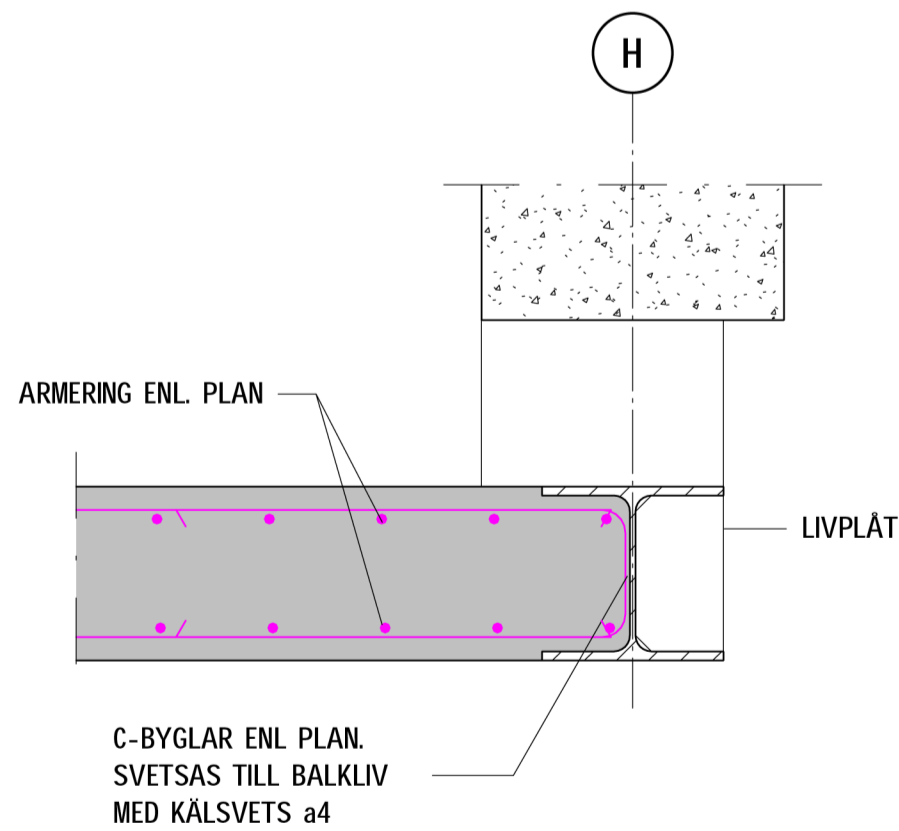 H
ARMERING ENL. PLAN
LIVPLÅT
C-BYGLAR ENL PLAN.
SVETSAS TILL BALKLIV
MED KÄLSVETS a4